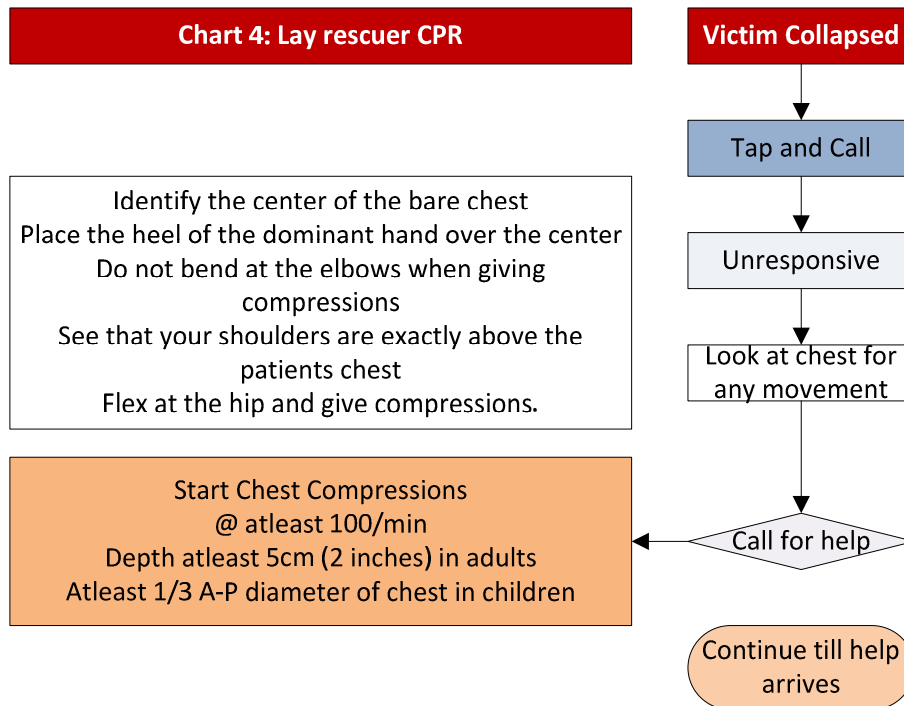 Chart 4: Lay rescuer CPR
Victim Collapsed
Tap and Call
Unresponsive
Look at chest for
any movement
Call for help
Identify the center of the bare chest
Place the heel of the dominant hand over the center
Do not bend at the elbows when giving
compressions
See that your shoulders are exactly above the
patients chest
Flex at the hip and give compressions.
Start Chest Compressions
@ atleast 100/min
Depth atleast 5cm (2 inches) in adults
Atleast 1/3 A-P diameter of chest in children
Continue till help
arrives